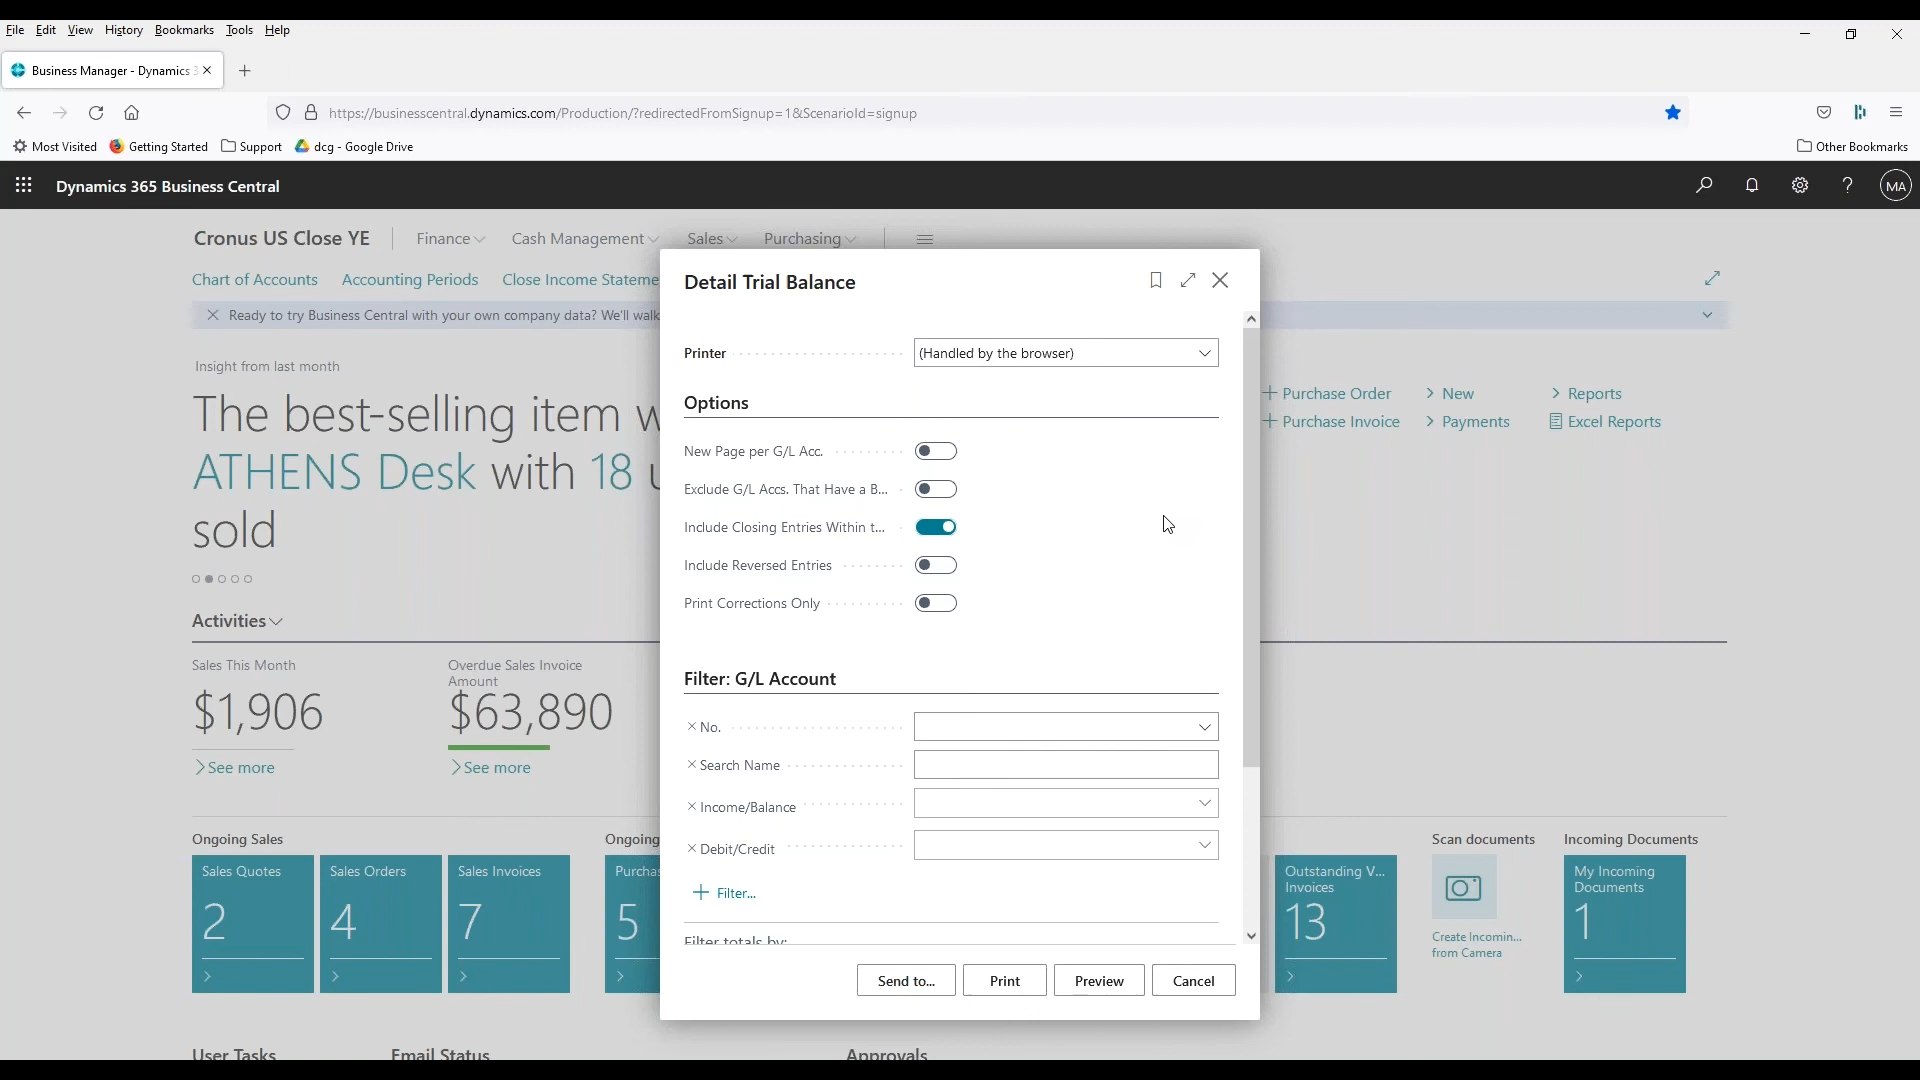 File Edit View History Bookmarks Tools Help
Business Manager - Dynamics 3
https://businesscentral.dynamics.com/Production/?redirectedFromSignup=1&ScenarioId=signup
Most Visited Getting Started Support dcg - Google Drive Other Bookmarks
Dynamics 365 Business Central MA
Cronus US Close YE Finance Cash Management Sales Purchasing
Chart of Accounts Accounting Periods Close Income Stateme
Ready to try Business Central with your own company data? We'll walk
Insight from last month
The best-selling item w
ATHENS Desk with 18 u
sold
Purchase Order New Reports
Purchase Invoice Payments Excel Reports
Activities
Sales This Month
$1,906
See more
Overdue Sales Invoice
Amount
$63,890
See more
Ongoing Sales
Sales Quotes
2
Sales Orders
4
Sales Invoices
7
Ongoing
Purchas
5
Outstanding V...
Invoices
13
Scan documents
Create Incomin...
from Camera
Incoming Documents
My Incoming
Documents
1
User Tasks Email Status Approvals
Detail Trial Balance
Printer (Handled by the browser)
Options
New Page per G/L Acc.
Exclude G/L Accs. That Have a B...
Include Closing Entries Within t...
Include Reversed Entries
Print Corrections Only
Filter: G/L Account
No.
Search Name
Income/Balance
Debit/Credit
Filter...
Filter totals by:
Send to... Print Preview Cancel